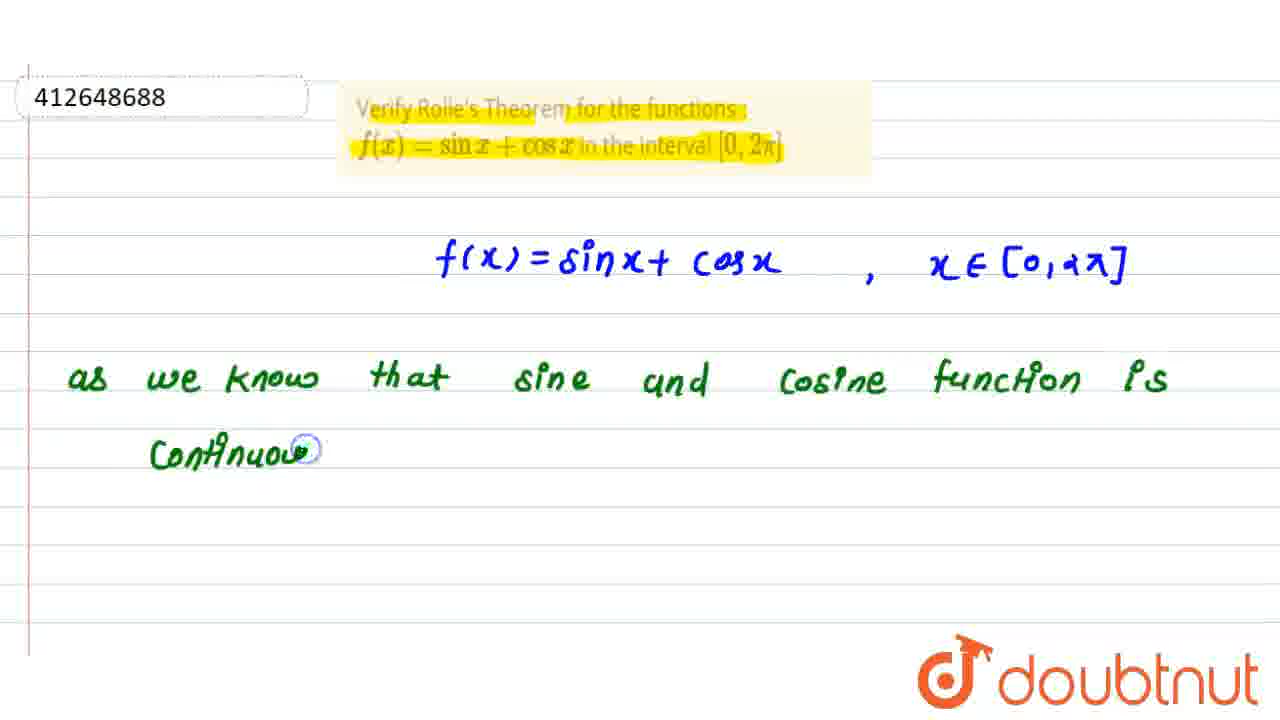 412648688
Verify Rolle's Theorem for the functions :
f(x) = sin x + cos x in the interval [0, 2π]
f(x) = sin x + cos x , x ∈ [0, 2π]
as we know that sine and cosine function is
continuou
doubtnut